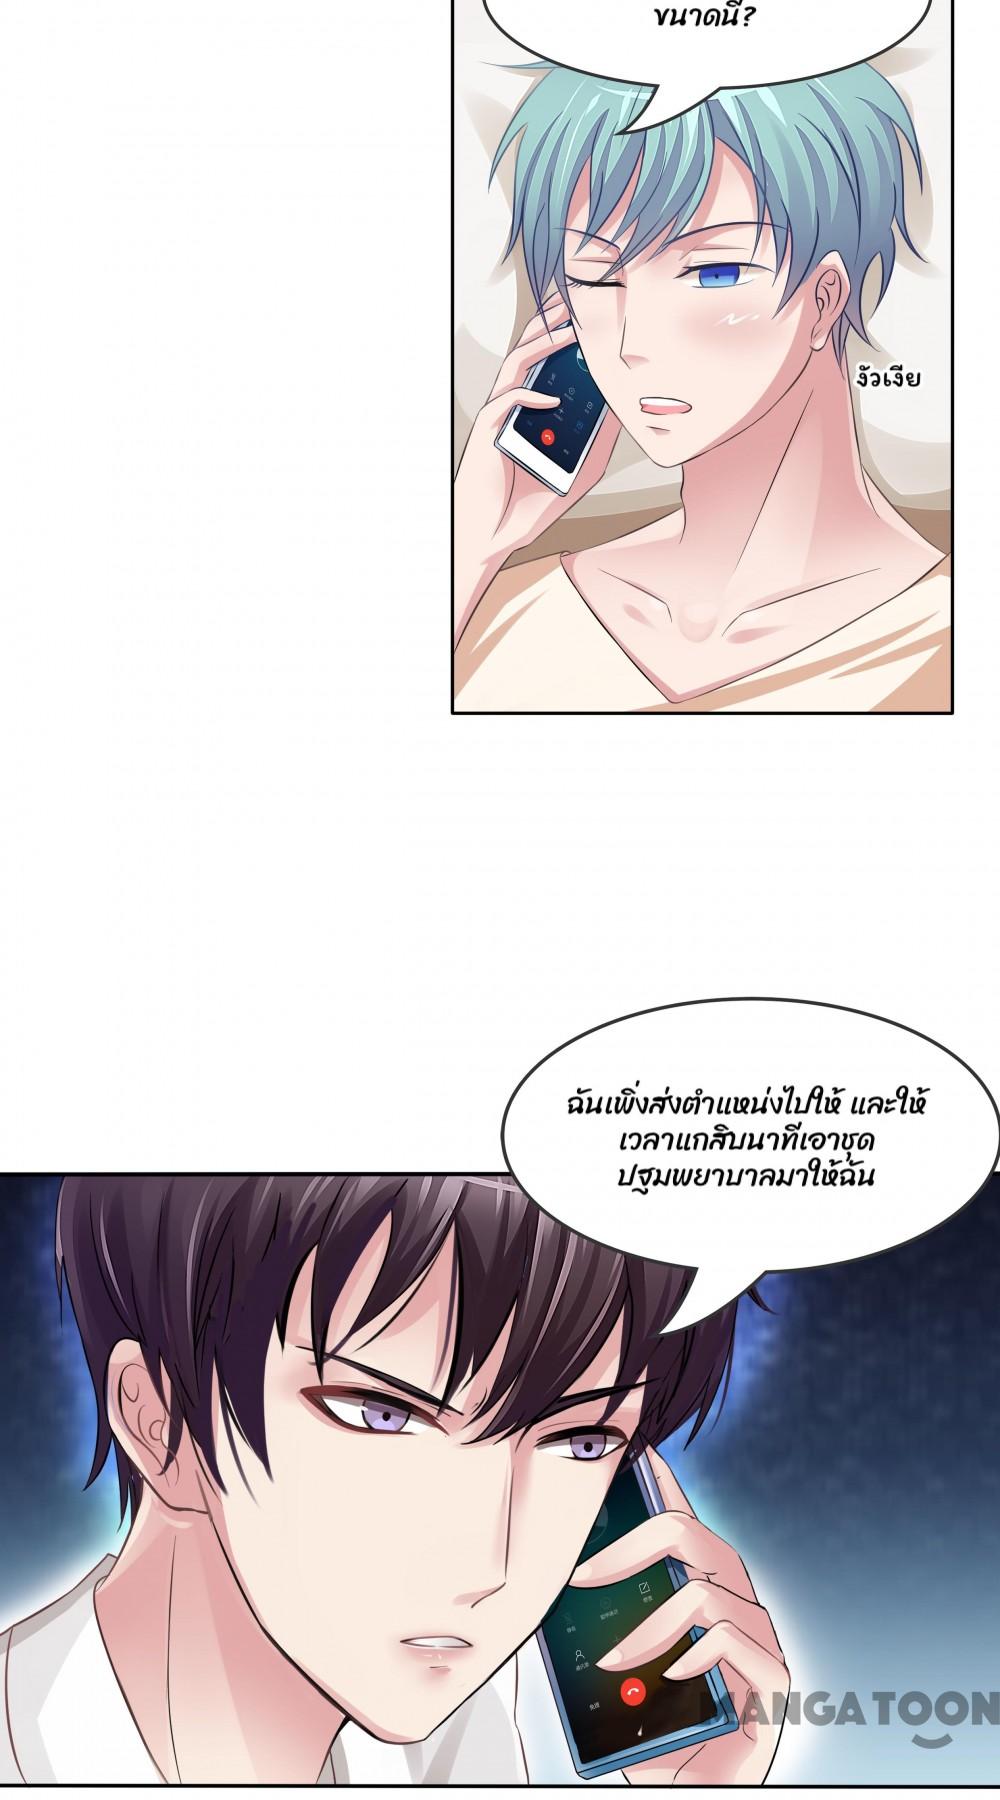 ขนาดนี้?
งัวเงีย
ฉันเพิ่งส่งตำแหน่งไปให้ และให้
เวลาแกสิบนาทีเอาชุด
ปฐมพยาบาลมาให้ฉัน
MANGA TOON